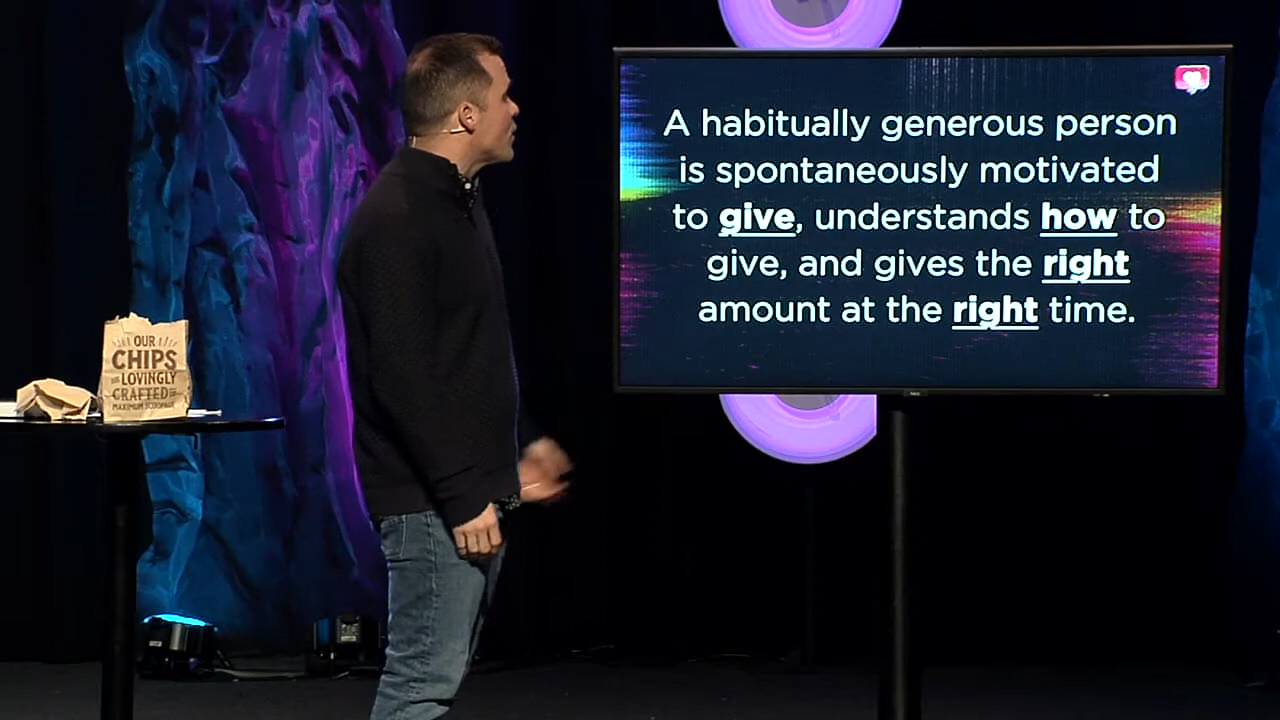 A habitually generous person
is spontaneously motivated
to give, understands how to
give, and gives the right
amount at the right time.
OUR
CHIPS
LOVINGLY
CRAFTED
MAXIMUM